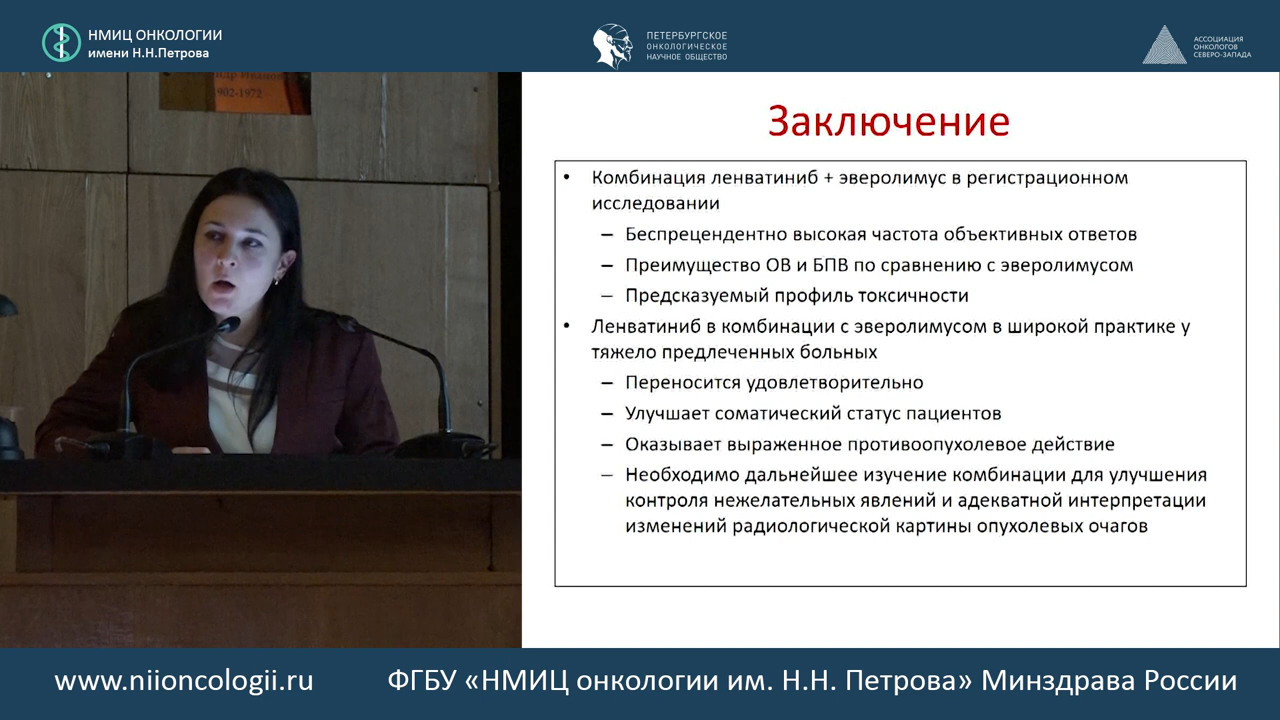 НМИЦ ОНКОЛОГИИ
имени Н.Н.Петрова
ПЕТЕРБУРГСКОЕ
ОНКОЛОГИЧЕСКОЕ
НАУЧНОЕ ОБЩЕСТВО
АССОЦИАЦИЯ
ОНКОЛОГОВ
СЕВЕРО-ЗАПАДА
902-1972
Заключение
• Комбинация ленватиниб + эверолимус в регистрационном
исследовании
– Беспрецендентно высокая частота объективных ответов
– Преимущество ОВ и БПВ по сравнению с эверолимусом
– Предсказуемый профиль токсичности
• Ленватиниб в комбинации с эверолимусом в широкой практике у
тяжело предлеченных больных
– Переносится удовлетворительно
– Улучшает соматический статус пациентов
– Оказывает выраженное противоопухолевое действие
– Необходимо дальнейшее изучение комбинации для улучшения
контроля нежелательных явлений и адекватной интерпретации
изменений радиологической картины опухолевых очагов
www.niioncologii.ru
ФГБУ «НМИЦ онкологии им. Н.Н. Петрова» Минздрава России